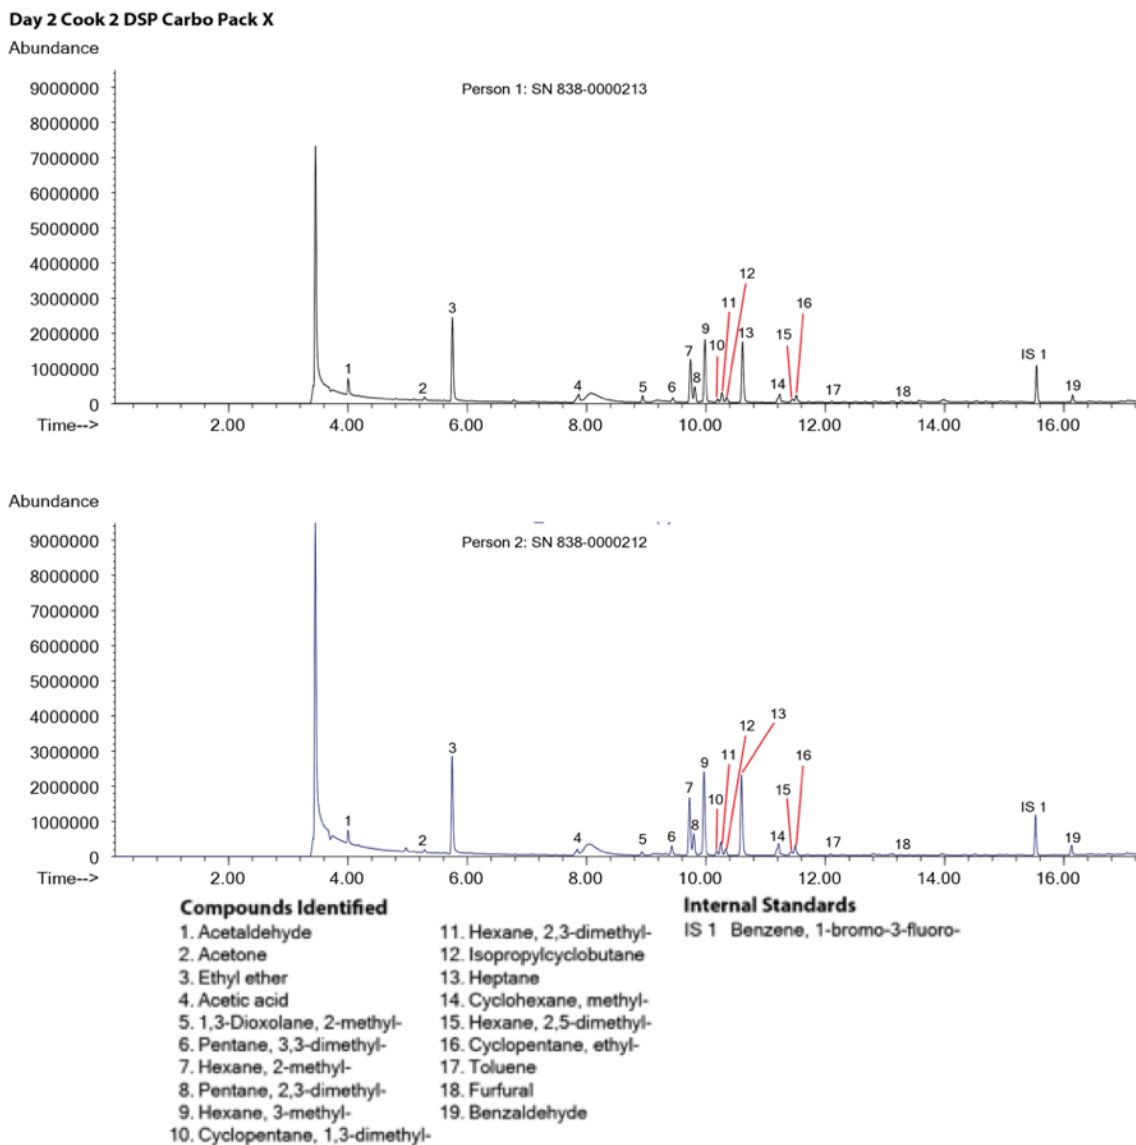 Day 2 Cook 2 DSP Carbo Pack X
Abundance
Person 1: SN 838-0000213
9000000
8000000
7000000
6000000
5000000
4000000
3000000
2000000
1000000
0
1
2
3
4
5
6
7
8
9
10
11
12
13
14
15
16
17
18
IS 1
19
Time-->
2.00 4.00 6.00 8.00 10.00 12.00 14.00 16.00
Abundance
Person 2: SN 838-0000212
9000000
8000000
7000000
6000000
5000000
4000000
3000000
2000000
1000000
0
1
2
3
4
5
6
7
8
9
10
11
12
13
14
15
16
17
18
IS 1
19
Time-->
2.00 4.00 6.00 8.00 10.00 12.00 14.00 16.00
Compounds Identified
1. Acetaldehyde
2. Acetone
3. Ethyl ether
4. Acetic acid
5. 1,3-Dioxolane, 2-methyl-
6. Pentane, 3,3-dimethyl-
7. Hexane, 2-methyl-
8. Pentane, 2,3-dimethyl-
9. Hexane, 3-methyl-
10. Cyclopentane, 1,3-dimethyl-
11. Hexane, 2,3-dimethyl-
12. Isopropylcyclobutane
13. Heptane
14. Cyclohexane, methyl-
15. Hexane, 2,5-dimethyl-
16. Cyclopentane, ethyl-
17. Toluene
18. Furfural
19. Benzaldehyde
Internal Standards
IS 1 Benzene, 1-bromo-3-fluoro-